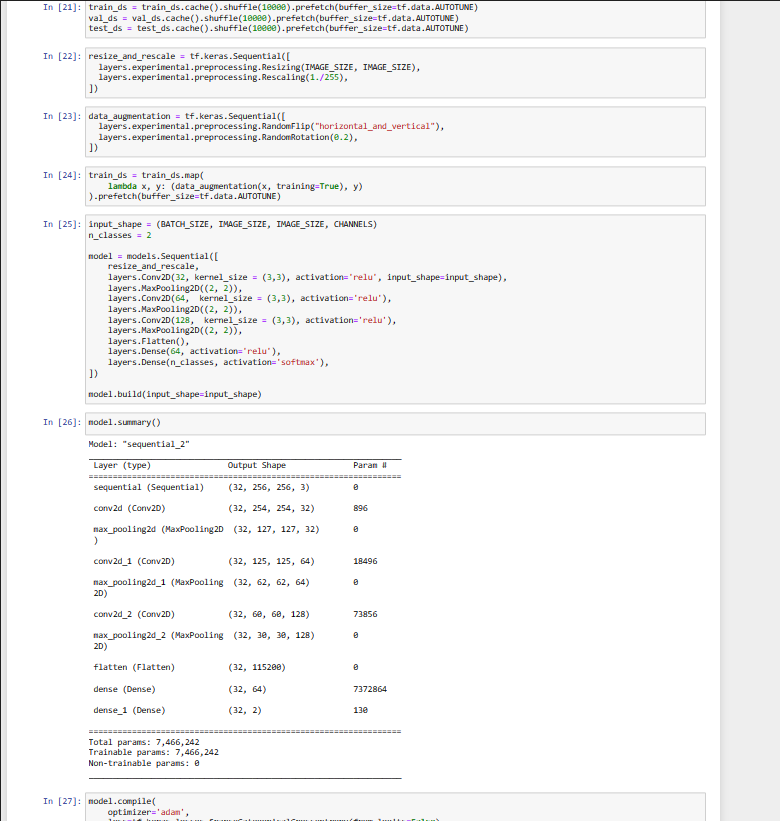 In [21]: train_ds = train_ds.cache().shuffle(10000).prefetch(buffer_size=tf.data.AUTOTUNE)
val_ds = val_ds.cache().shuffle(10000).prefetch(buffer_size=tf.data.AUTOTUNE)
test_ds = test_ds.cache().shuffle(10000).prefetch(buffer_size=tf.data.AUTOTUNE)
In [22]: resize_and_rescale = tf.keras.Sequential([
layers.experimental.preprocessing.Resizing(IMAGE_SIZE, IMAGE_SIZE),
layers.experimental.preprocessing.Rescaling(1./255),
])
In [23]: data_augmentation = tf.keras.Sequential([
layers.experimental.preprocessing.RandomFlip("horizontal_and_vertical"),
layers.experimental.preprocessing.RandomRotation(0.2),
])
In [24]: train_ds = train_ds.map(
lambda x, y: (data_augmentation(x, training=True), y)
).prefetch(buffer_size=tf.data.AUTOTUNE)
In [25]: input_shape = (BATCH_SIZE, IMAGE_SIZE, IMAGE_SIZE, CHANNELS)
n_classes = 2
model = models.Sequential([
resize_and_rescale,
layers.Conv2D(32, kernel_size = (3,3), activation='relu', input_shape=input_shape),
layers.MaxPooling2D((2, 2)),
layers.Conv2D(64,  kernel_size = (3,3), activation='relu'),
layers.MaxPooling2D((2, 2)),
layers.Conv2D(128,  kernel_size = (3,3), activation='relu'),
layers.MaxPooling2D((2, 2)),
layers.Flatten(),
layers.Dense(64, activation='relu'),
layers.Dense(n_classes, activation='softmax'),
])
model.build(input_shape=input_shape)
In [26]: model.summary()
Model: "sequential_2"
Layer (type) Output Shape Param #
=================================================================
sequential (Sequential) (32, 256, 256, 3) 0
conv2d (Conv2D) (32, 254, 254, 32) 896
max_pooling2d (MaxPooling2D (32, 127, 127, 32) 0
)
conv2d_1 (Conv2D) (32, 125, 125, 64) 18496
max_pooling2d_1 (MaxPooling (32, 62, 62, 64) 0
2D)
conv2d_2 (Conv2D) (32, 60, 60, 128) 73856
max_pooling2d_2 (MaxPooling (32, 30, 30, 128) 0
2D)
flatten (Flatten) (32, 115200) 0
dense (Dense) (32, 64) 7372864
dense_1 (Dense) (32, 2) 130
=================================================================
Total params: 7,466,242
Trainable params: 7,466,242
Non-trainable params: 0
In [27]: model.compile(
optimizer='adam',